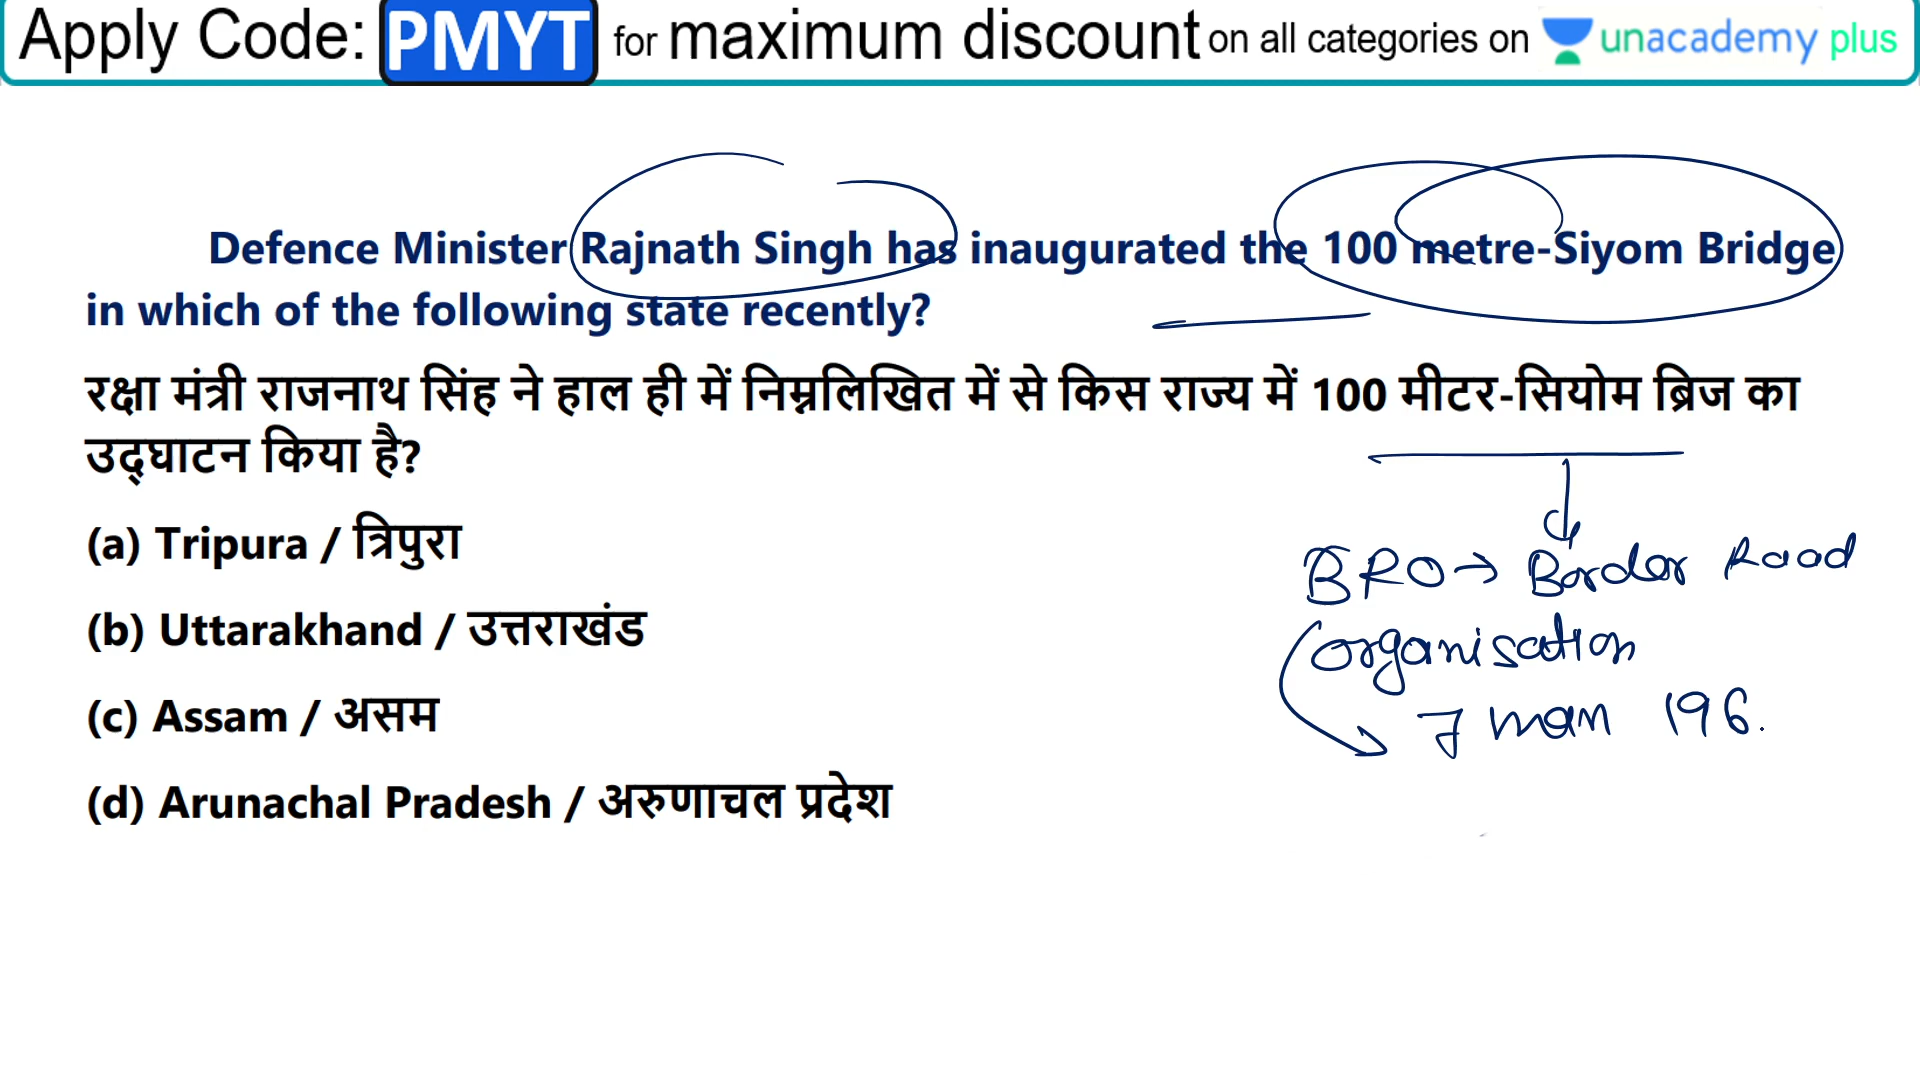 Apply Code: PMYT for maximum discount on all categories on unacademy plus
Defence Minister Rajnath Singh has inaugurated the 100 metre-Siyom Bridge
in which of the following state recently?
रक्षा मंत्री राजनाथ सिंह ने हाल ही में निम्नलिखित में से किस राज्य में 100 मीटर-सियोम ब्रिज का
उद्घाटन किया है?
(a) Tripura / त्रिपुरा
(b) Uttarakhand / उत्तराखंड
(c) Assam / असम
(d) Arunachal Pradesh / अरुणाचल प्रदेश
BRO → Border Road
organisation
7 man 196.